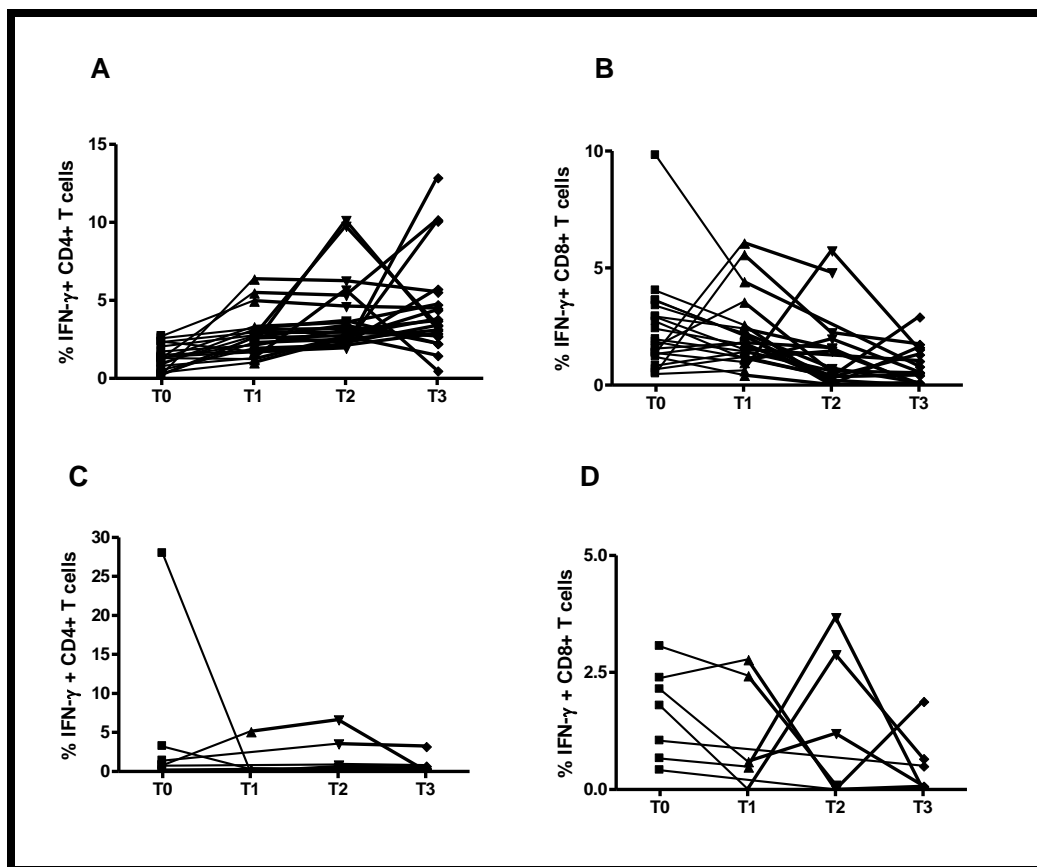 A
% IFN-γ+ CD4+ T cells
15
10
5
0
T0 T1 T2 T3
B
% IFN-γ+ CD8+ T cells
10
5
0
T0 T1 T2 T3
C
% IFN-γ + CD4+ T cells
30
25
20
15
10
5
0
T0 T1 T2 T3
D
% IFN-γ + CD8+ T cells
5.0
2.5
0.0
T0 T1 T2 T3